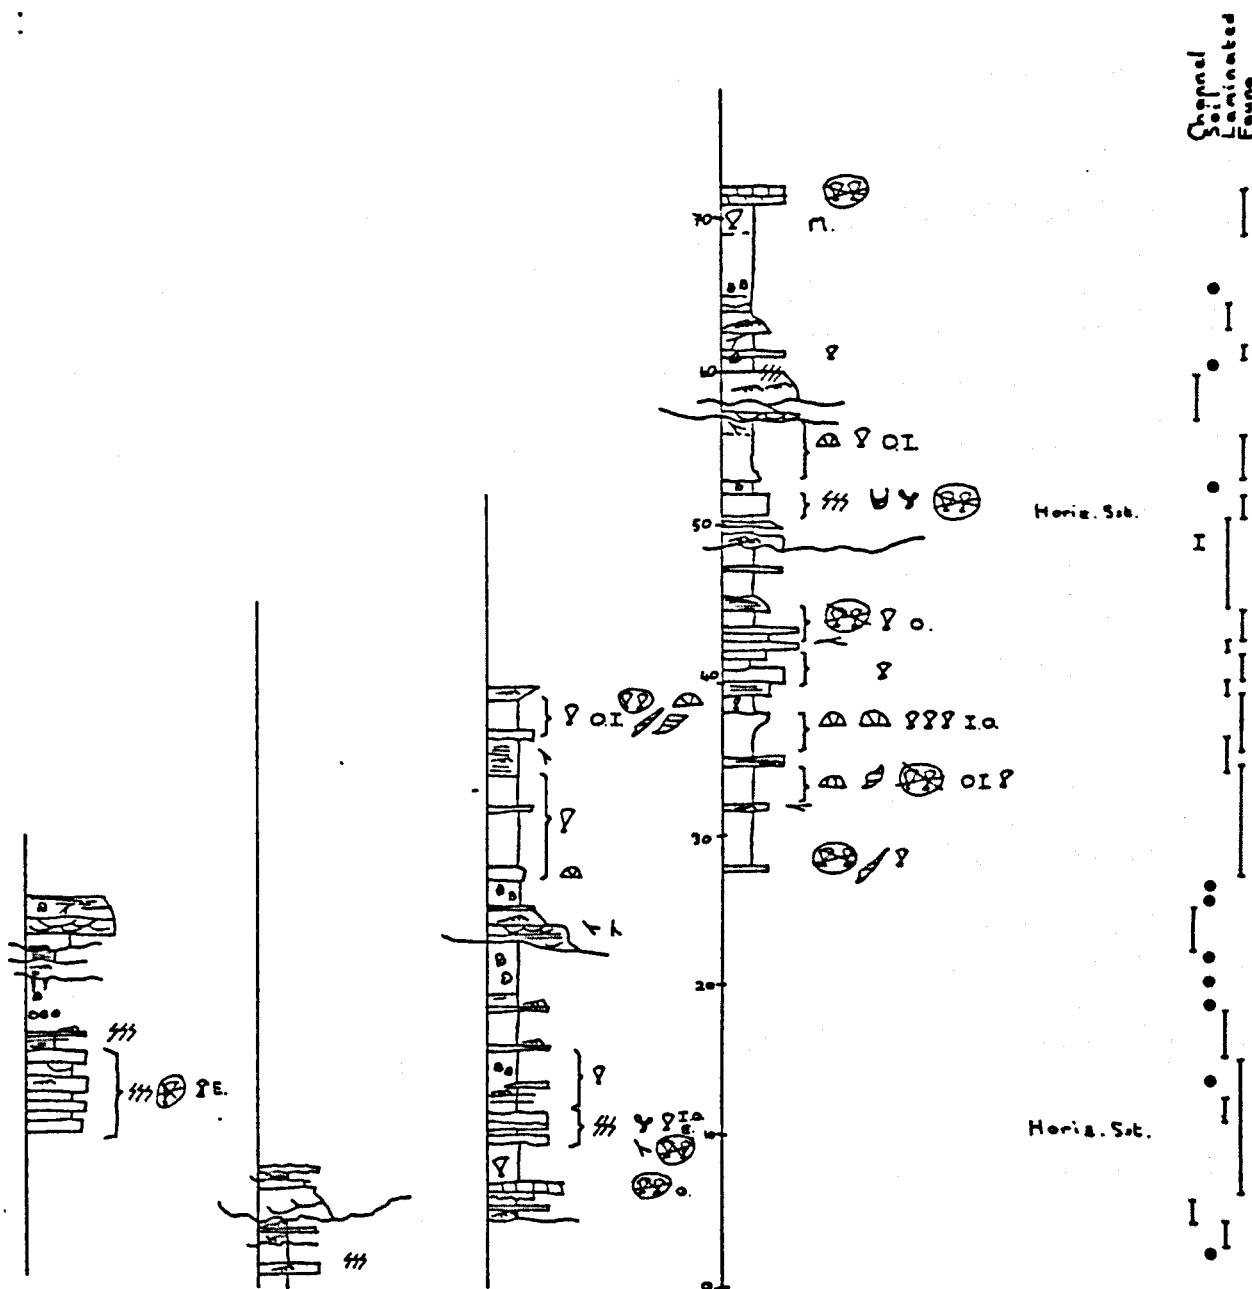 Channel
Soil
Laminated
Fauna
70
M.
60
O.I.
Horiz. Sst.
50
O.
40
O.I
I.O
O I
30
20
E.
I.O
E.
10
Horiz. Sst.
O.
0